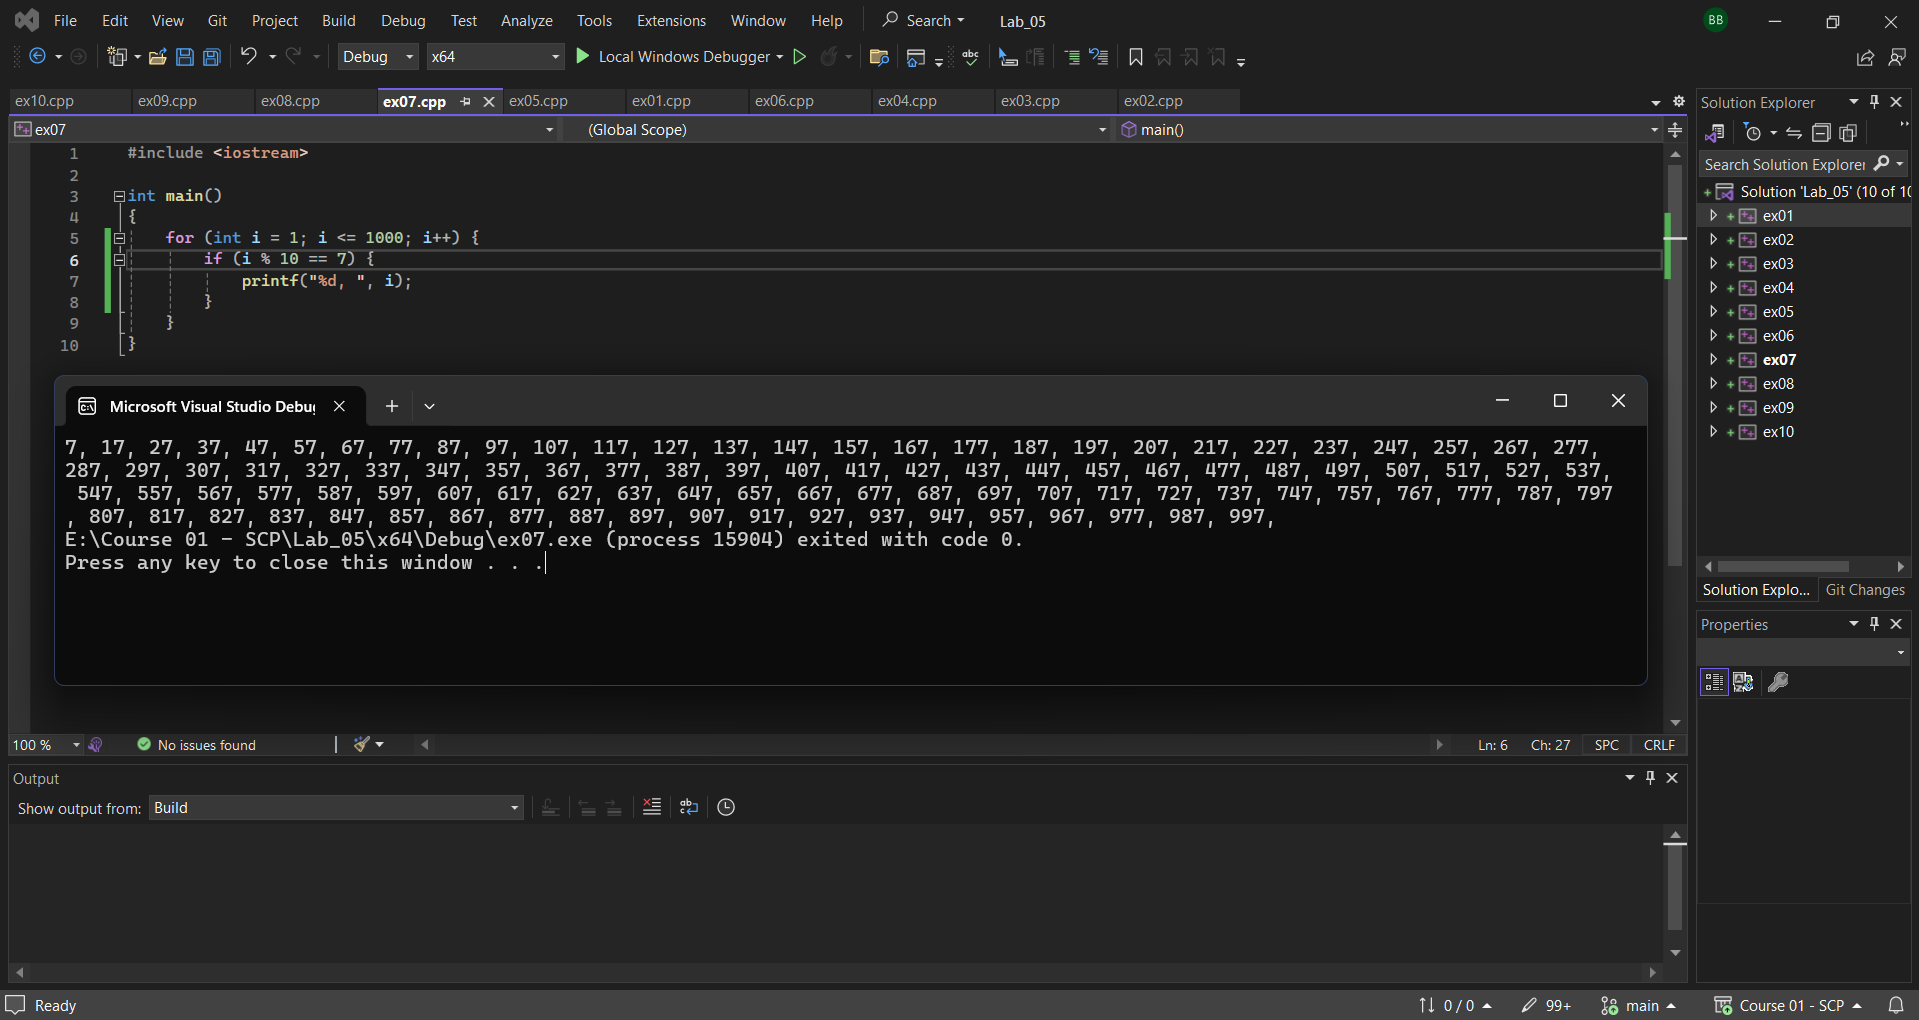 File Edit View Git Project Build Debug Test Analyze Tools Extensions Window Help Search Lab_05 BB
Debug x64 Local Windows Debugger
ex10.cpp ex09.cpp ex08.cpp ex07.cpp ex05.cpp ex01.cpp ex06.cpp ex04.cpp ex03.cpp ex02.cpp
ex07 (Global Scope) main()
1 #include <iostream>
2
3 int main()
4 {
5 for (int i = 1; i <= 1000; i++) {
6 if (i % 10 == 7) {
7 printf("%d, ", i);
8 }
9 }
10 }
Microsoft Visual Studio Debu
7, 17, 27, 37, 47, 57, 67, 77, 87, 97, 107, 117, 127, 137, 147, 157, 167, 177, 187, 197, 207, 217, 227, 237, 247, 257, 267, 277,
287, 297, 307, 317, 327, 337, 347, 357, 367, 377, 387, 397, 407, 417, 427, 437, 447, 457, 467, 477, 487, 497, 507, 517, 527, 537,
547, 557, 567, 577, 587, 597, 607, 617, 627, 637, 647, 657, 667, 677, 687, 697, 707, 717, 727, 737, 747, 757, 767, 777, 787, 797
, 807, 817, 827, 837, 847, 857, 867, 877, 887, 897, 907, 917, 927, 937, 947, 957, 967, 977, 987, 997,
E:\Course 01 - SCP\Lab_05\x64\Debug\ex07.exe (process 15904) exited with code 0.
Press any key to close this window . . .
100 % No issues found Ln: 6 Ch: 27 SPC CRLF
Output
Show output from: Build
Solution Explorer
Search Solution Explorer
Solution 'Lab_05' (10 of 10
ex01
ex02
ex03
ex04
ex05
ex06
ex07
ex08
ex09
ex10
Solution Explo... Git Changes
Properties
Ready 0 / 0 99+ main Course 01 - SCP